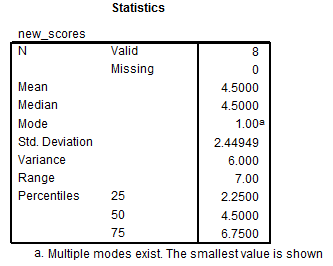 Statistics
new_scores
N Valid 8
Missing 0
Mean 4.5000
Median 4.5000
Mode 1.00a
Std. Deviation 2.44949
Variance 6.000
Range 7.00
Percentiles 25 2.2500
50 4.5000
75 6.7500
a. Multiple modes exist. The smallest value is shown